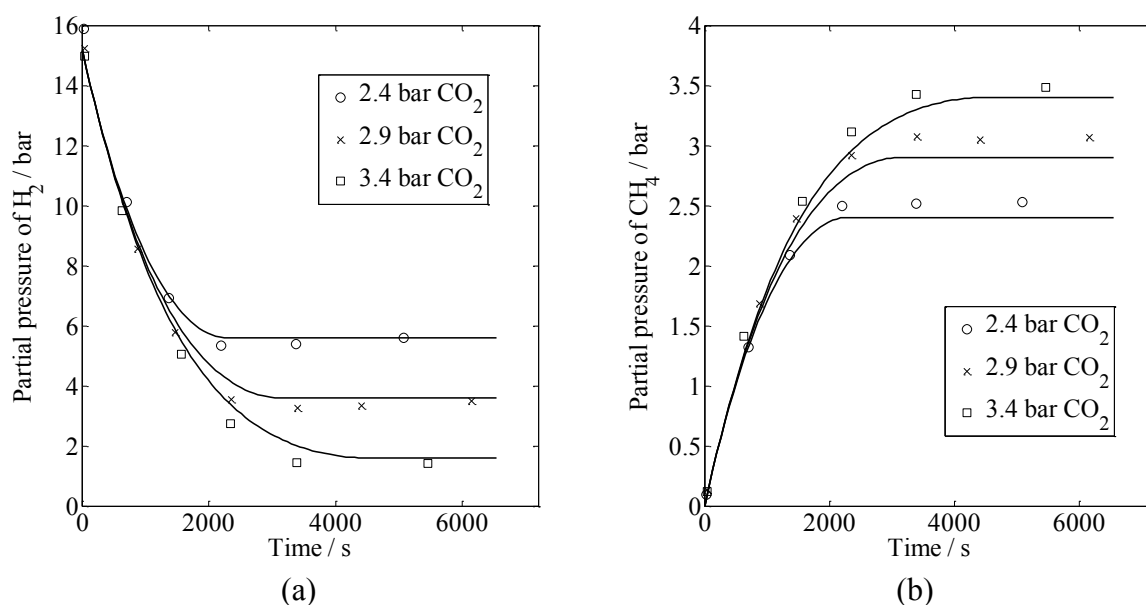 Partial pressure of H₂ / bar
16
14
12
10
8
6
4
2
0
0 2000 4000 6000
Time / s
2.4 bar CO₂
2.9 bar CO₂
3.4 bar CO₂
(a)
Partial pressure of CH₄ / bar
4
3.5
3
2.5
2
1.5
1
0.5
0
0 2000 4000 6000
Time / s
2.4 bar CO₂
2.9 bar CO₂
3.4 bar CO₂
(b)